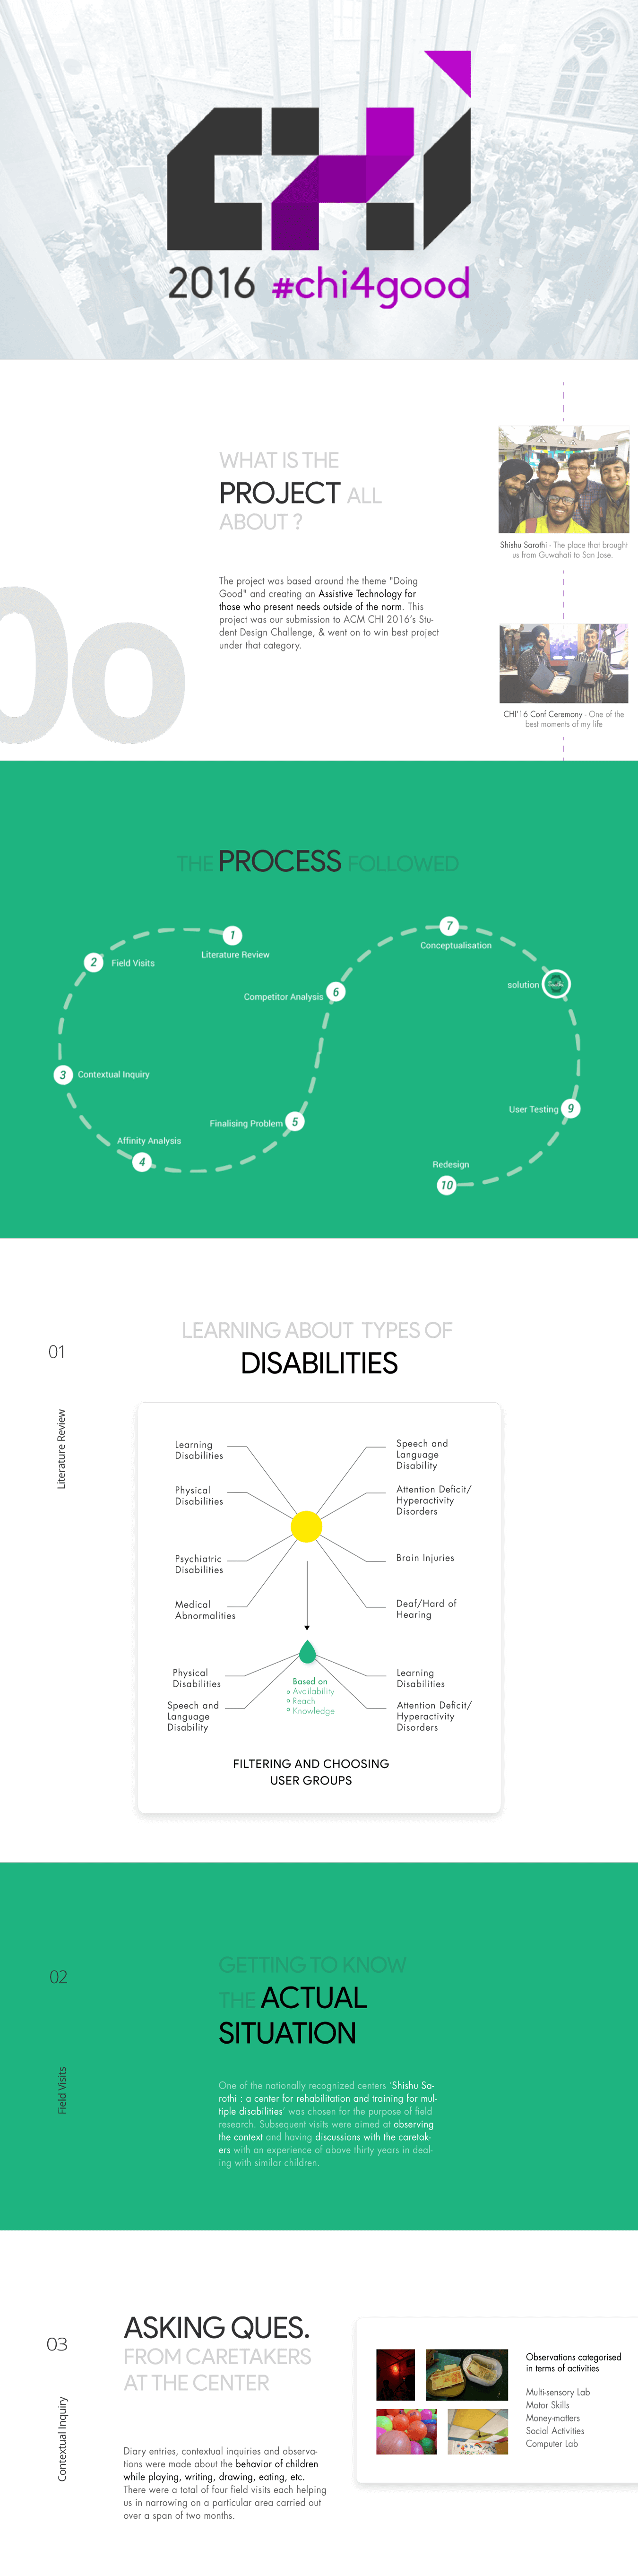 CHI
2016 #chi4good
WHAT IS THE
PROJECT ALL
ABOUT ?
The project was based around the theme "Doing
Good" and creating an Assistive Technology for
those who present needs outside of the norm. This
project was our submission to ACM CHI 2016's Stu-
dent Design Challenge, & went on to win best project
under that category.
Shishu Sarothi - The place that brought
us from Guwahati to San Jose.
CHI'16 Conf Ceremony - One of the
best moments of my life
THE PROCESS FOLLOWED
1
Literature Review
2
Field Visits
3
Contextual Inquiry
4
Affinity Analysis
5
Finalising Problem
6
Competitor Analysis
7
Conceptualisation
solution
9
User Testing
10
Redesign
01
Literature Review
LEARNING ABOUT TYPES OF
DISABILITIES
Learning
Disabilities
Physical
Disabilities
Psychiatric
Disabilities
Medical
Abnormalities
Speech and
Language
Disability
Attention Deficit/
Hyperactivity
Disorders
Brain Injuries
Deaf/Hard of
Hearing
Physical
Disabilities
Speech and
Language
Disability
Based on
Availability
Reach
Knowledge
Learning
Disabilities
Attention Deficit/
Hyperactivity
Disorders
FILTERING AND CHOOSING
USER GROUPS
02
Field Visits
GETTING TO KNOW
THE ACTUAL
SITUATION
One of the nationally recognized centers 'Shishu Sa-
rothi : a center for rehabilitation and training for mul-
tiple disabilities' was chosen for the purpose of field
research. Subsequent visits were aimed at observing
the context and having discussions with the caretak-
ers with an experience of above thirty years in deal-
ing with similar children.
03
Contextual Inquiry
ASKING QUES.
FROM CARETAKERS
AT THE CENTER
Diary entries, contextual inquiries and observa-
tions were made about the behavior of children
while playing, writing, drawing, eating, etc.
There were a total of four field visits each helping
us in narrowing on a particular area carried out
over a span of two months.
Observations categorised
in terms of activities
Multi-sensory Lab
Motor Skills
Money-matters
Social Activities
Computer Lab